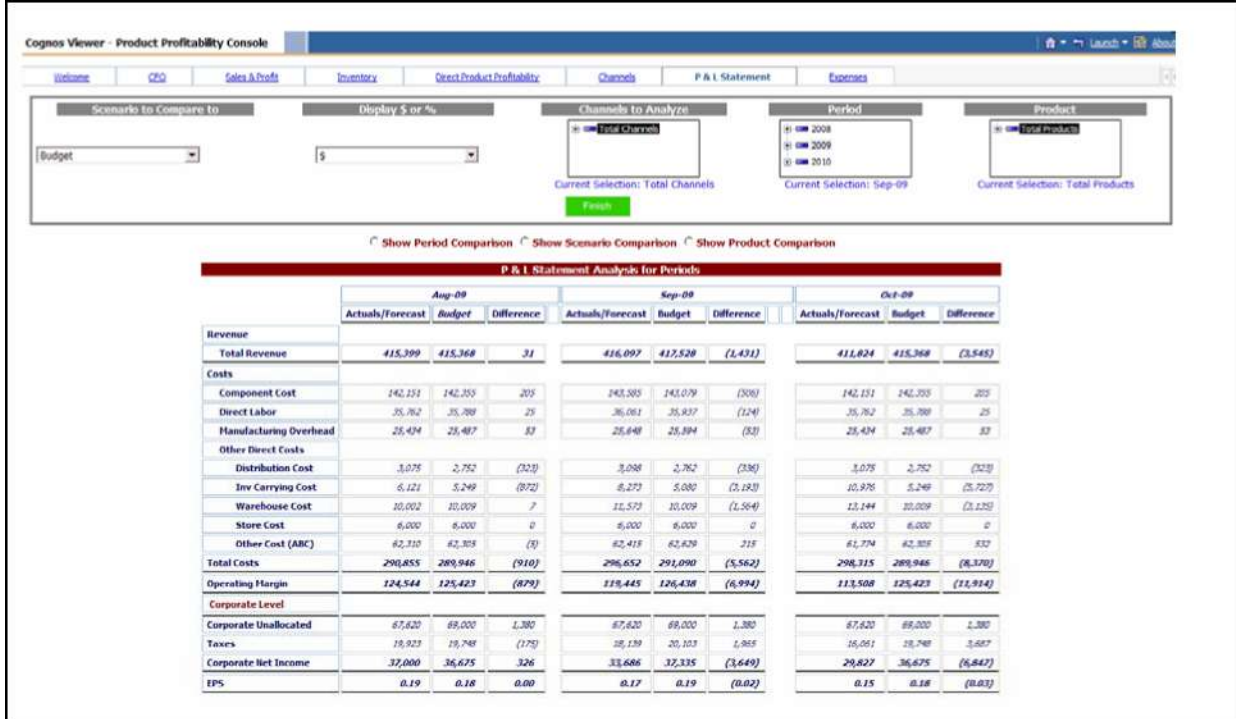 Cognos Viewer - Product Profitability Console Launch About
Welcome CFO Sales & Profit Inventory Direct Product Profitability Channels P & L Statement Expenses
Scenario to Compare to Display $ or % Channels to Analyze Period Product
Total Channels 2008 Total Products
2009
Budget $ 2010
Current Selection: Total Channels Current Selection: Sep-09 Current Selection: Total Products
Finish
Show Period Comparison Show Scenario Comparison Show Product Comparison
P & L Statement Analysis for Periods
Aug-09 Sep-09 Oct-09
Actuals/Forecast Budget Difference Actuals/Forecast Budget Difference Actuals/Forecast Budget Difference
Revenue
Total Revenue 415,399 415,368 31 416,097 417,528 (1,431) 411,824 415,368 (3,545)
Costs
Component Cost 142,151 142,355 205 143,585 143,079 (506) 142,151 142,355 205
Direct Labor 35,762 35,788 25 36,061 35,937 (124) 35,762 35,788 25
Manufacturing Overhead 25,434 25,487 53 25,648 25,594 (53) 25,434 25,487 53
Other Direct Costs
Distribution Cost 3,075 2,752 (323) 3,098 2,762 (336) 3,075 2,752 (323)
Inv Carrying Cost 6,121 5,249 (872) 8,273 5,080 (3,193) 10,976 5,249 (5,727)
Warehouse Cost 10,002 10,009 7 11,573 10,009 (1,564) 13,144 10,009 (3,135)
Store Cost 6,000 6,000 0 6,000 6,000 0 6,000 6,000 0
Other Cost (ABC) 62,310 62,305 (5) 62,415 62,629 215 61,774 62,305 532
Total Costs 290,855 289,946 (910) 296,652 291,090 (5,562) 298,315 289,946 (8,370)
Operating Margin 124,544 125,423 (879) 119,445 126,438 (6,994) 113,508 125,423 (11,914)
Corporate Level
Corporate Unallocated 67,620 69,000 1,380 67,620 69,000 1,380 67,620 69,000 1,380
Taxes 19,923 19,748 (175) 18,139 20,103 1,965 16,061 19,748 3,687
Corporate Net Income 37,000 36,675 326 33,686 37,335 (3,649) 29,827 36,675 (6,847)
EPS 0.19 0.18 0.00 0.17 0.19 (0.02) 0.15 0.18 (0.03)